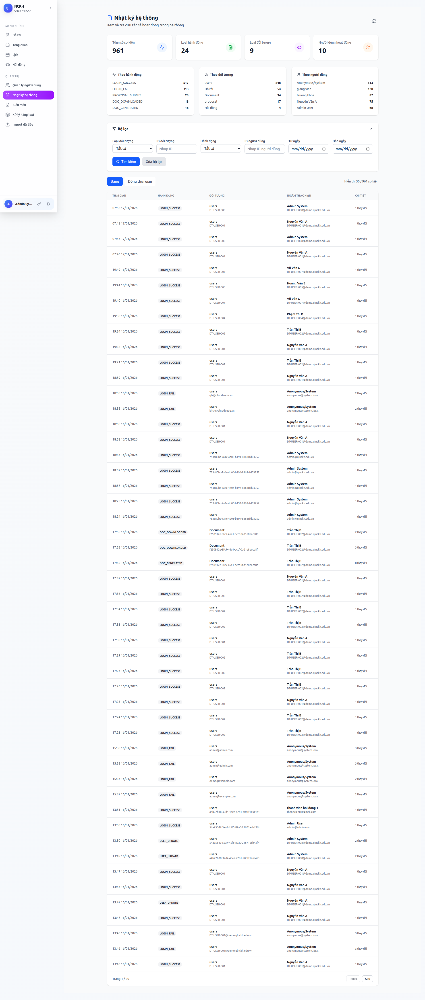 QL NCKH
Quản lý NCKH
MENU CHÍNH
Đề tài
Tổng quan
Lịch
Hội đồng
QUẢN TRỊ
Quản lý người dùng
Nhật ký hệ thống
Biểu mẫu
Xử lý hàng loạt
Import dữ liệu
A Admin Sy...
Nhật ký hệ thống
Xem và tra cứu tất cả hoạt động trong hệ thống
Tổng số sự kiện
961
Loại hành động
24
Loại đối tượng
9
Người dùng hoạt động
10
Theo hành động
LOGIN_SUCCESS 517
LOGIN_FAIL 313
PROPOSAL_SUBMIT 23
DOC_DOWNLOADED 18
DOC_GENERATED 16
Theo đối tượng
users 846
Đề tài 54
Document 34
proposal 17
Hội đồng 4
Theo người dùng
Anonymous/System 313
giang vien 120
truong khoa 87
Nguyễn Văn A 75
Admin User 68
Bộ lọc
Loại đối tượng ID đối tượng Hành động ID người dùng Từ ngày Đến ngày
Tất cả Nhập ID... Tất cả Nhập ID người dùng... mm/dd/yyyy mm/dd/yyyy
Tìm kiếm Xóa bộ lọc
Bảng Dòng thời gian Hiển thị 50 / 961 sự kiện
THỜI GIAN HÀNH ĐỘNG ĐỐI TƯỢNG NGƯỜI THỰC HIỆN CHI TIẾT
07:52 17/01/2026 LOGIN_SUCCESS users Admin System 1 thay đổi
DT-USER-008 DT-USER-008@demo.qlnckh.edu.vn
07:48 17/01/2026 LOGIN_SUCCESS users Nguyễn Văn A 1 thay đổi
DT-USER-001 DT-USER-001@demo.qlnckh.edu.vn
07:47 17/01/2026 LOGIN_SUCCESS users Admin System 1 thay đổi
DT-USER-008 DT-USER-008@demo.qlnckh.edu.vn
07:46 17/01/2026 LOGIN_SUCCESS users Nguyễn Văn A 1 thay đổi
DT-USER-001 DT-USER-001@demo.qlnckh.edu.vn
19:49 16/01/2026 LOGIN_SUCCESS users Vũ Văn G 1 thay đổi
DT-USER-007 DT-USER-007@demo.qlnckh.edu.vn
19:41 16/01/2026 LOGIN_SUCCESS users Hoàng Văn E 1 thay đổi
DT-USER-005 DT-USER-005@demo.qlnckh.edu.vn
19:40 16/01/2026 LOGIN_SUCCESS users Vũ Văn G 1 thay đổi
DT-USER-007 DT-USER-007@demo.qlnckh.edu.vn
19:38 16/01/2026 LOGIN_SUCCESS users Phạm Thị D 1 thay đổi
DT-USER-004 DT-USER-004@demo.qlnckh.edu.vn
19:34 16/01/2026 LOGIN_SUCCESS users Trần Thị B 1 thay đổi
DT-USER-002 DT-USER-002@demo.qlnckh.edu.vn
19:32 16/01/2026 LOGIN_SUCCESS users Nguyễn Văn A 1 thay đổi
DT-USER-001 DT-USER-001@demo.qlnckh.edu.vn
19:21 16/01/2026 LOGIN_SUCCESS users Trần Thị B 1 thay đổi
DT-USER-002 DT-USER-002@demo.qlnckh.edu.vn
18:59 16/01/2026 LOGIN_SUCCESS users Nguyễn Văn A 1 thay đổi
DT-USER-001 DT-USER-001@demo.qlnckh.edu.vn
18:58 16/01/2026 LOGIN_FAIL users Anonymous/System 2 thay đổi
qlk@qlnckh.edu.vn anonymous@system.local
18:58 16/01/2026 LOGIN_FAIL users Anonymous/System 2 thay đổi
khcn@qlnckh.edu.vn anonymous@system.local
18:58 16/01/2026 LOGIN_SUCCESS users Nguyễn Văn A 1 thay đổi
DT-USER-001 DT-USER-001@demo.qlnckh.edu.vn
18:58 16/01/2026 LOGIN_SUCCESS users Nguyễn Văn A 1 thay đổi
DT-USER-001 DT-USER-001@demo.qlnckh.edu.vn
18:57 16/01/2026 LOGIN_SUCCESS users Admin System 1 thay đổi
753c80bc-7a4c-4b06-b194-8868cfd03252 admin@qlnckh.edu.vn
18:57 16/01/2026 LOGIN_SUCCESS users Admin System 1 thay đổi
753c80bc-7a4c-4b06-b194-8868cfd03252 admin@qlnckh.edu.vn
18:57 16/01/2026 LOGIN_SUCCESS users Admin System 1 thay đổi
753c80bc-7a4c-4b06-b194-8868cfd03252 admin@qlnckh.edu.vn
18:25 16/01/2026 LOGIN_SUCCESS users Admin System 1 thay đổi
753c80bc-7a4c-4b06-b194-8868cfd03252 admin@qlnckh.edu.vn
18:24 16/01/2026 LOGIN_SUCCESS users Admin System 1 thay đổi
753c80bc-7a4c-4b06-b194-8868cfd03252 admin@qlnckh.edu.vn
17:55 16/01/2026 DOC_DOWNLOADED Document Trần Thị B 2 thay đổi
f250912e-8fc9-46e1-bccf-0ad1e8eece8f DT-USER-002@demo.qlnckh.edu.vn
17:55 16/01/2026 DOC_DOWNLOADED Document Trần Thị B 3 thay đổi
f250912e-8fc9-46e1-bccf-0ad1e8eece8f DT-USER-002@demo.qlnckh.edu.vn
17:55 16/01/2026 DOC_GENERATED Document Trần Thị B 8 thay đổi
f250912e-8fc9-46e1-bccf-0ad1e8eece8f DT-USER-002@demo.qlnckh.edu.vn
17:37 16/01/2026 LOGIN_SUCCESS users Nguyễn Văn A 1 thay đổi
DT-USER-001 DT-USER-001@demo.qlnckh.edu.vn
17:36 16/01/2026 LOGIN_SUCCESS users Trần Thị B 1 thay đổi
DT-USER-002 DT-USER-002@demo.qlnckh.edu.vn
17:34 16/01/2026 LOGIN_SUCCESS users Trần Thị B 1 thay đổi
DT-USER-002 DT-USER-002@demo.qlnckh.edu.vn
17:33 16/01/2026 LOGIN_SUCCESS users Trần Thị B 1 thay đổi
DT-USER-002 DT-USER-002@demo.qlnckh.edu.vn
17:30 16/01/2026 LOGIN_SUCCESS users Nguyễn Văn A 1 thay đổi
DT-USER-001 DT-USER-001@demo.qlnckh.edu.vn
17:29 16/01/2026 LOGIN_SUCCESS users Trần Thị B 1 thay đổi
DT-USER-002 DT-USER-002@demo.qlnckh.edu.vn
17:27 16/01/2026 LOGIN_SUCCESS users Trần Thị B 1 thay đổi
DT-USER-002 DT-USER-002@demo.qlnckh.edu.vn
17:26 16/01/2026 LOGIN_SUCCESS users Trần Thị B 1 thay đổi
DT-USER-002 DT-USER-002@demo.qlnckh.edu.vn
17:25 16/01/2026 LOGIN_SUCCESS users Nguyễn Văn A 1 thay đổi
DT-USER-001 DT-USER-001@demo.qlnckh.edu.vn
17:24 16/01/2026 LOGIN_SUCCESS users Trần Thị B 1 thay đổi
DT-USER-002 DT-USER-002@demo.qlnckh.edu.vn
17:23 16/01/2026 LOGIN_SUCCESS users Trần Thị B 1 thay đổi
DT-USER-002 DT-USER-002@demo.qlnckh.edu.vn
15:38 16/01/2026 LOGIN_FAIL users Anonymous/System 3 thay đổi
admin@admin.com anonymous@system.local
15:38 16/01/2026 LOGIN_FAIL users Anonymous/System 3 thay đổi
admin@admin.com anonymous@system.local
15:37 16/01/2026 LOGIN_FAIL users Anonymous/System 2 thay đổi
demo@example.com anonymous@system.local
15:37 16/01/2026 LOGIN_FAIL users Anonymous/System 2 thay đổi
admin@example.com anonymous@system.local
13:51 16/01/2026 LOGIN_SUCCESS users thanh vien hoi dong 1 1 thay đổi
a4b22b38-32d4-43ea-a2b1-e0dff1e6c4e1 thanhvienHD@mail.com
13:50 16/01/2026 LOGIN_SUCCESS users Admin User 1 thay đổi
54a75347-5ea7-45f5-82a0-21671ecb43f4 admin@admin.com
13:50 16/01/2026 USER_UPDATE users Admin System 2 thay đổi
54a75347-5ea7-45f5-82a0-21671ecb43f4 DT-USER-008@demo.qlnckh.edu.vn
13:49 16/01/2026 USER_UPDATE users Admin System 2 thay đổi
a4b22b38-32d4-43ea-a2b1-e0dff1e6c4e1 DT-USER-008@demo.qlnckh.edu.vn
13:47 16/01/2026 LOGIN_SUCCESS users Nguyễn Văn A 1 thay đổi
DT-USER-001 DT-USER-001@demo.qlnckh.edu.vn
13:47 16/01/2026 LOGIN_SUCCESS users Nguyễn Văn A 1 thay đổi
DT-USER-001 DT-USER-001@demo.qlnckh.edu.vn
13:47 16/01/2026 USER_UPDATE users Nguyễn Văn A 1 thay đổi
DT-USER-001 DT-USER-001@demo.qlnckh.edu.vn
13:47 16/01/2026 LOGIN_SUCCESS users Nguyễn Văn A 1 thay đổi
DT-USER-001 DT-USER-001@demo.qlnckh.edu.vn
13:46 16/01/2026 LOGIN_FAIL users Anonymous/System 3 thay đổi
DT-USER-001@demo.qlnckh.edu.vn anonymous@system.local
13:46 16/01/2026 LOGIN_FAIL users Anonymous/System 3 thay đổi
DT-USER-001@demo.qlnckh.edu.vn anonymous@system.local
13:46 16/01/2026 LOGIN_SUCCESS users Nguyễn Văn A 1 thay đổi
DT-USER-001 DT-USER-001@demo.qlnckh.edu.vn
Trang 1 / 20 Trước Sau